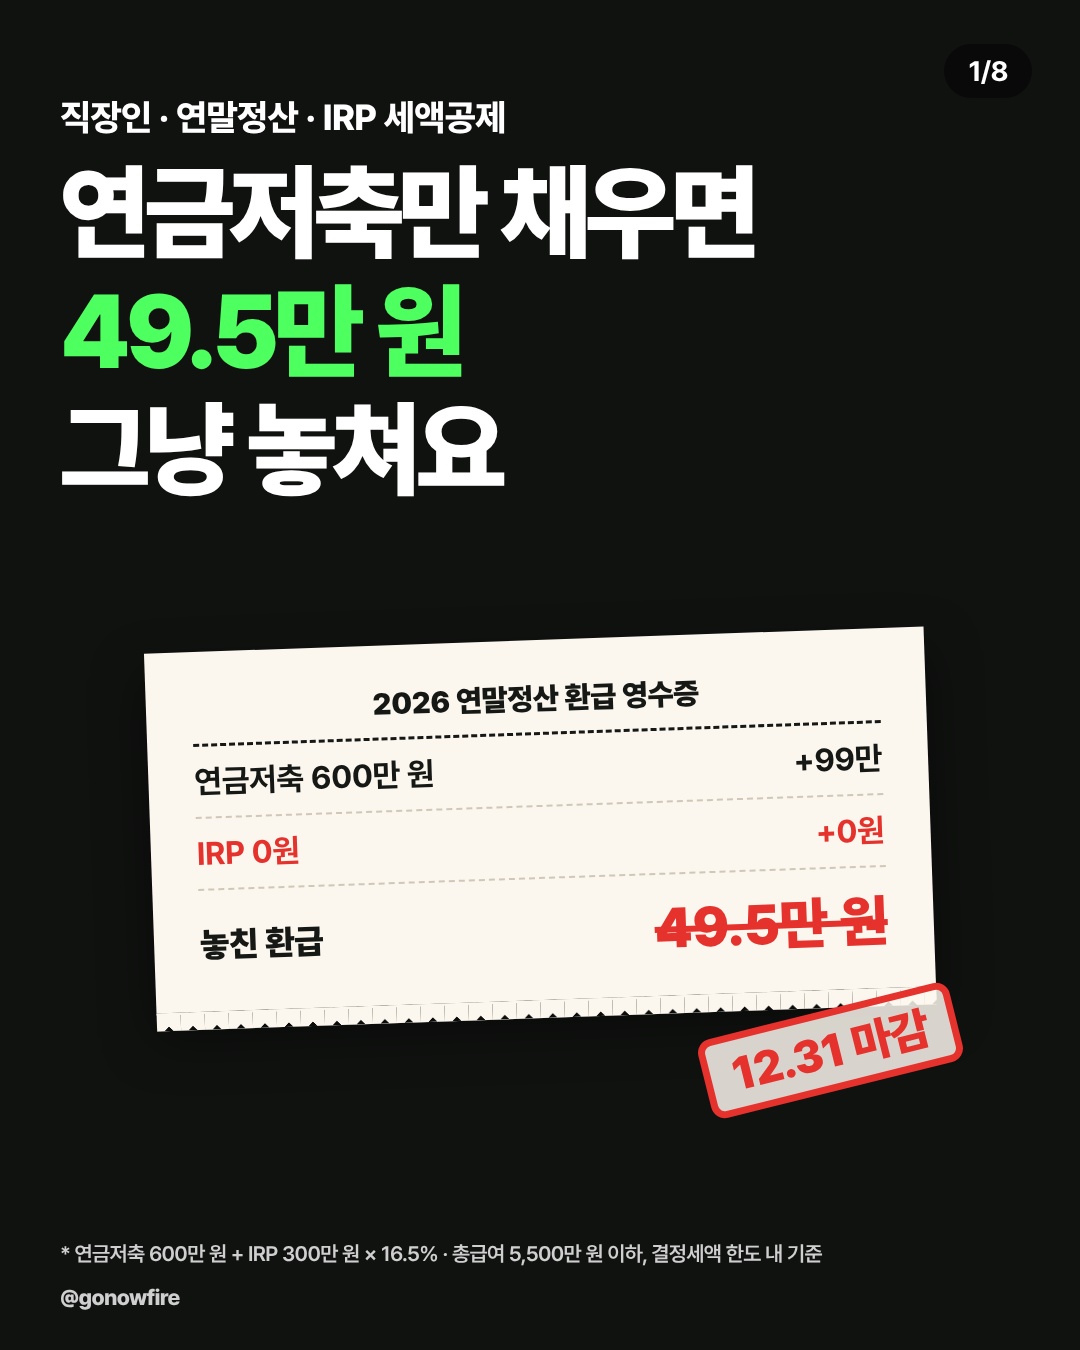 1/8
직장인 · 연말정산 · IRP 세액공제
연금저축만 채우면
49.5만 원
그냥 놓쳐요
2026 연말정산 환급 영수증
연금저축 600만 원 +99만
IRP 0원 +0원
놓친 환급 49.5만 원
12.31 마감
* 연금저축 600만 원 + IRP 300만 원 × 16.5% · 총급여 5,500만 원 이하, 결정세액 한도 내 기준
@gonowfire